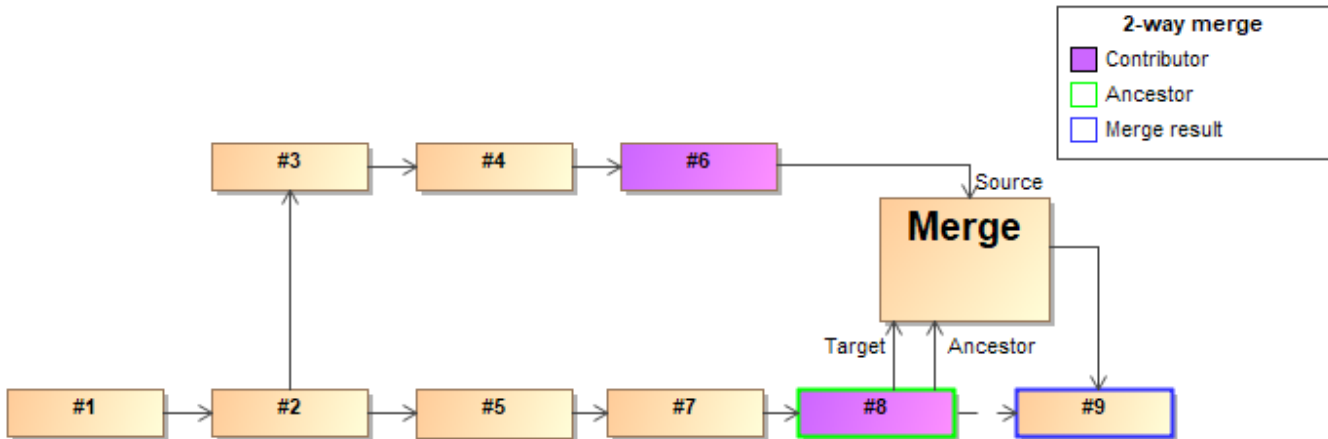 2-way merge
Contributor
Ancestor
Merge result
#3
#4
#6
Source
Merge
Target
Ancestor
#1
#2
#5
#7
#8
#9